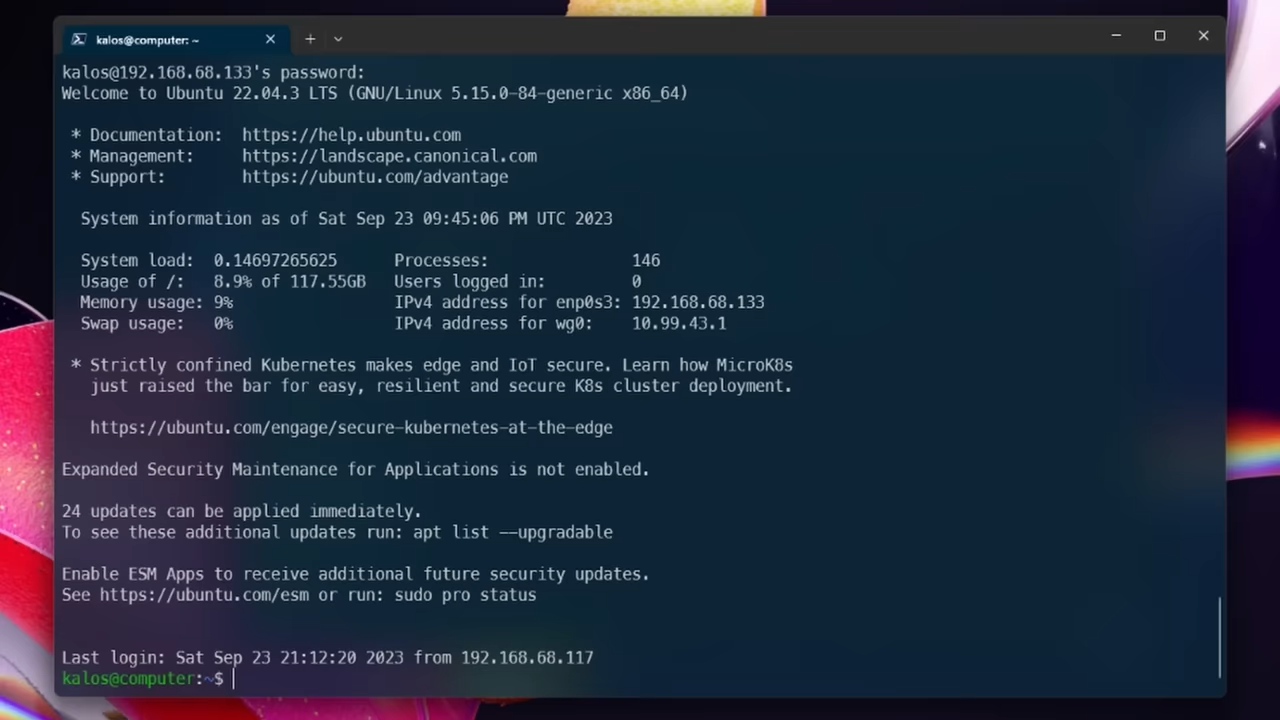 kalos@computer: ~
kalos@192.168.68.133's password:
Welcome to Ubuntu 22.04.3 LTS (GNU/Linux 5.15.0-84-generic x86_64)
* Documentation:  https://help.ubuntu.com
* Management:     https://landscape.canonical.com
* Support:        https://ubuntu.com/advantage
System information as of Sat Sep 23 09:45:06 PM UTC 2023
System load:  0.14697265625      Processes:               146
Usage of /:   8.9% of 117.55GB   Users logged in:         0
Memory usage: 9%                 IPv4 address for enp0s3: 192.168.68.133
Swap usage:   0%                 IPv4 address for wg0:    10.99.43.1
* Strictly confined Kubernetes makes edge and IoT secure. Learn how MicroK8s
just raised the bar for easy, resilient and secure K8s cluster deployment.
https://ubuntu.com/engage/secure-kubernetes-at-the-edge
Expanded Security Maintenance for Applications is not enabled.
24 updates can be applied immediately.
To see these additional updates run: apt list --upgradable
Enable ESM Apps to receive additional future security updates.
See https://ubuntu.com/esm or run: sudo pro status
Last login: Sat Sep 23 21:12:20 2023 from 192.168.68.117
kalos@computer:~$